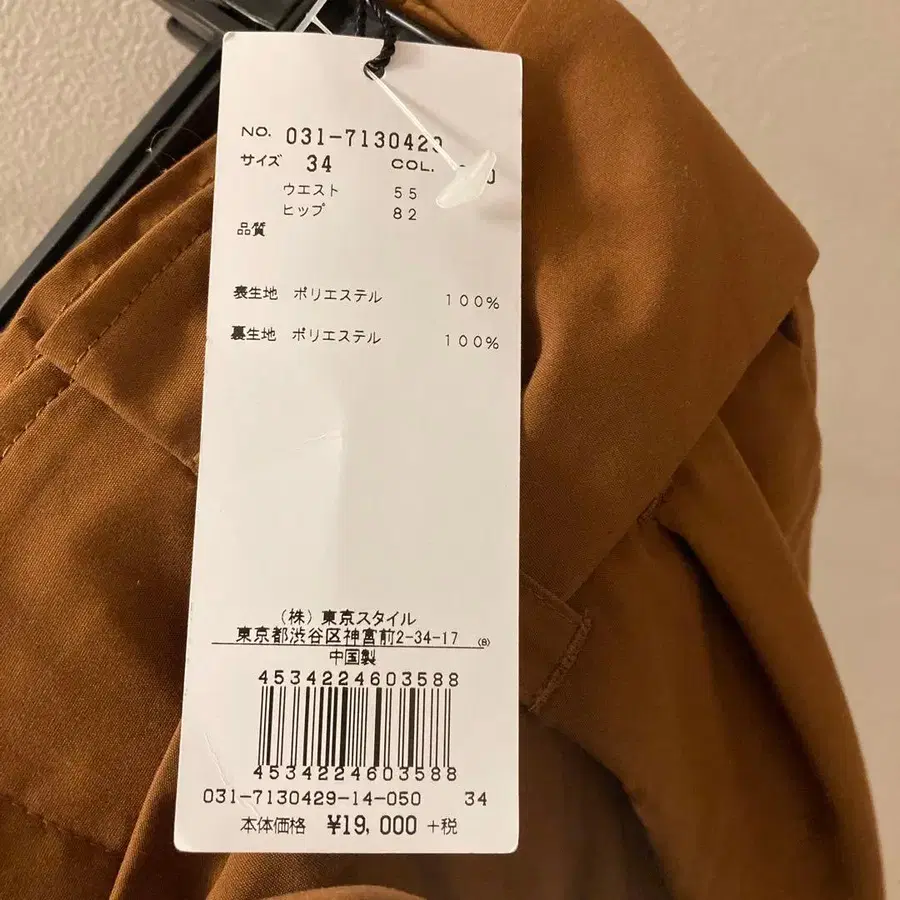 NO. 031-7130429
サイズ 34 COL.
ウエスト 55
ヒップ 82
品質
表生地 ポリエステル 100%
裏生地 ポリエステル 100%
(株)東京スタイル
東京都渋谷区神宮前2-34-17 (8)
中国製
4534224603588
4534224603588
031-7130429-14-050 34
本体価格 ¥19,000 +税